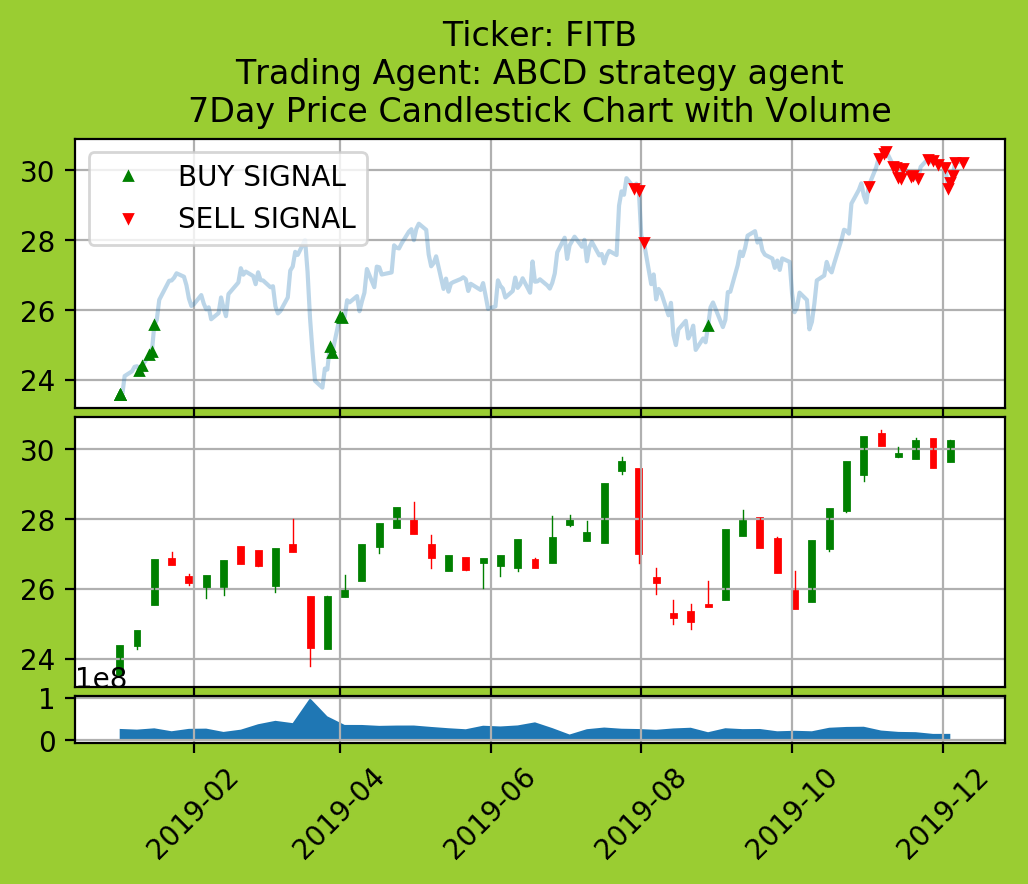 Ticker: FITB
Trading Agent: ABCD strategy agent
7Day Price Candlestick Chart with Volume
BUY SIGNAL
SELL SIGNAL
30
28
26
24
30
28
26
24
1e8
1
0
2019-02
2019-04
2019-06
2019-08
2019-10
2019-12